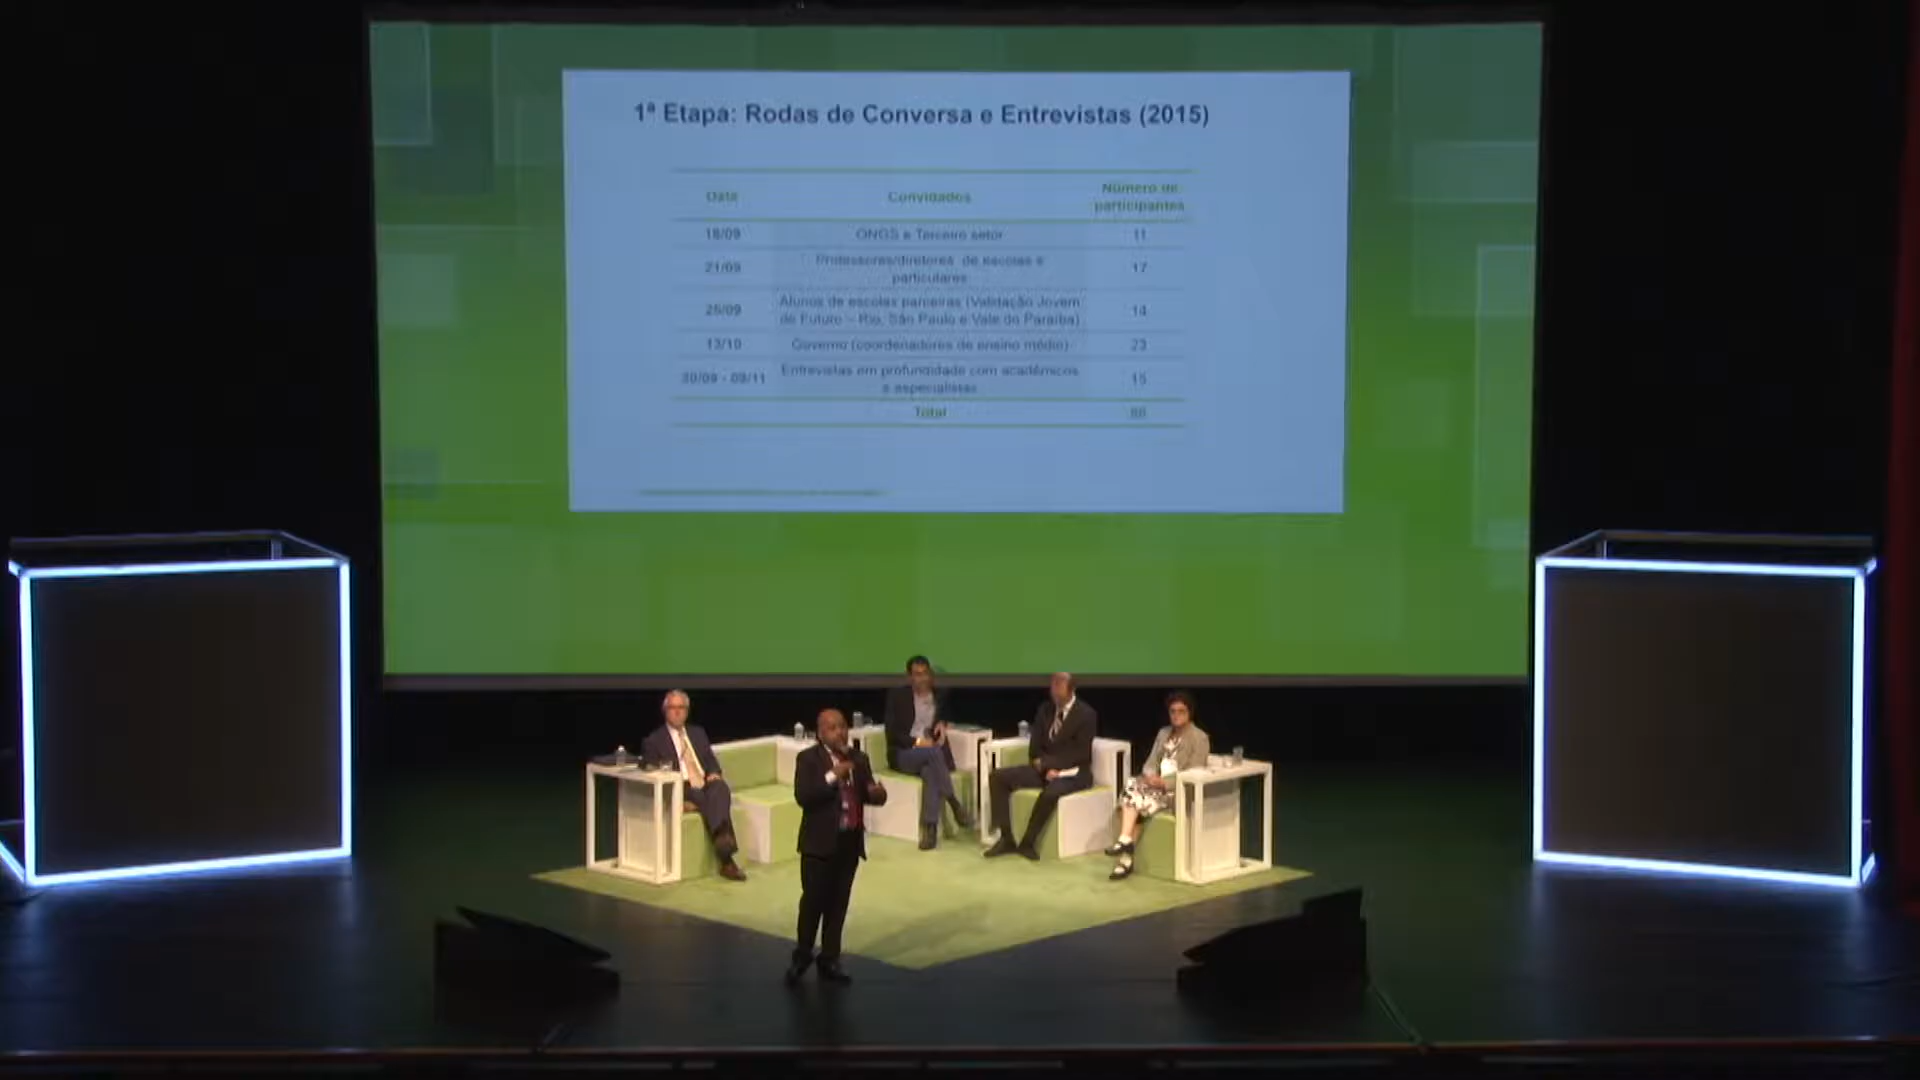 1ª Etapa: Rodas de Conversa e Entrevistas (2015)
Data Convidados Número de participantes
18/09 ONGS e Terceiro setor 11
21/09 Professores/diretores de escolas e particulares 17
25/09 Alunos de escolas parceiras (Validação Jovem de Futuro – Rio, São Paulo e Vale do Paraíba) 14
13/10 Governo (coordenadores de ensino médio) 23
30/09 - 09/11 Entrevistas em profundidade com acadêmicos e especialistas 15
Total